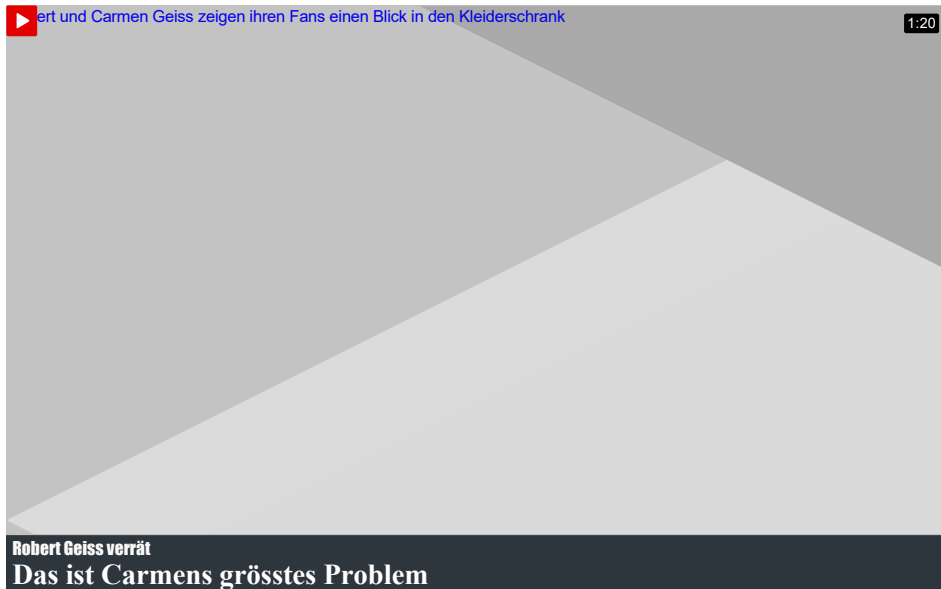 ert und Carmen Geiss zeigen ihren Fans einen Blick in den Kleiderschrank
1:20
Robert Geiss verrät
Das ist Carmens grösstes Problem